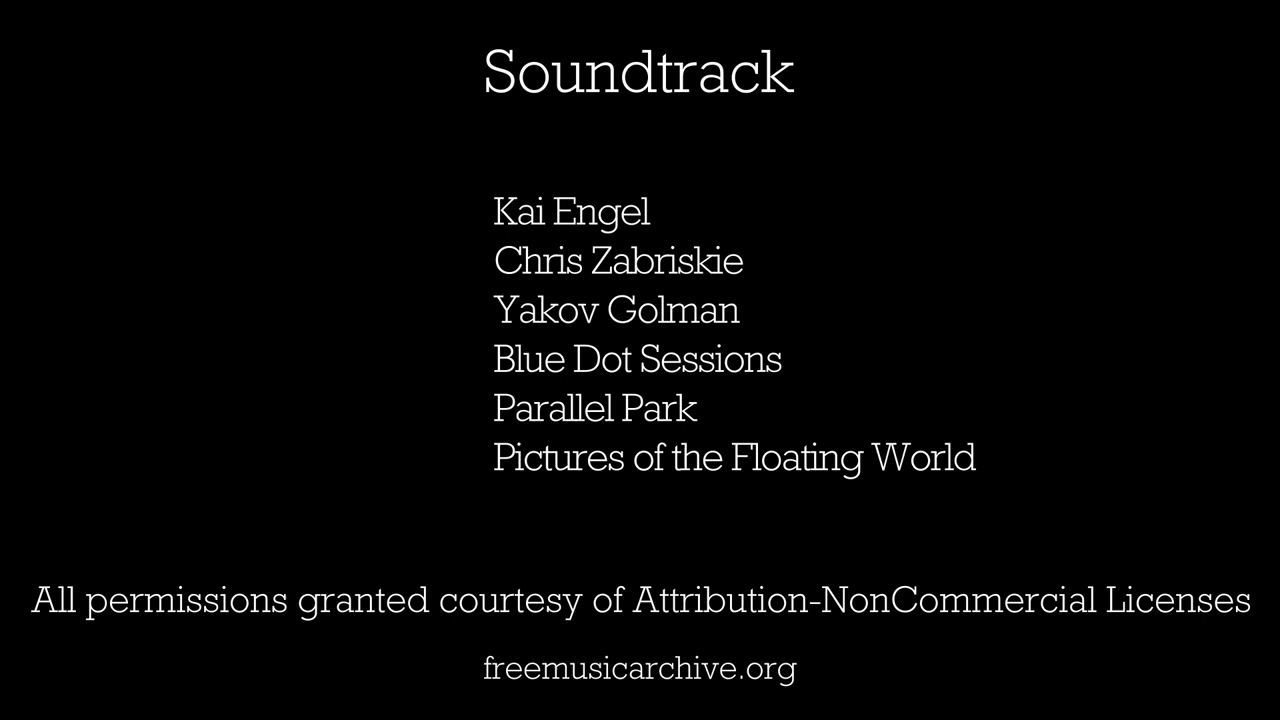 Soundtrack
Kai Engel
Chris Zabriskie
Yakov Golman
Blue Dot Sessions
Parallel Park
Pictures of the Floating World
All permissions granted courtesy of Attribution-NonCommercial Licenses
freemusicarchive.org